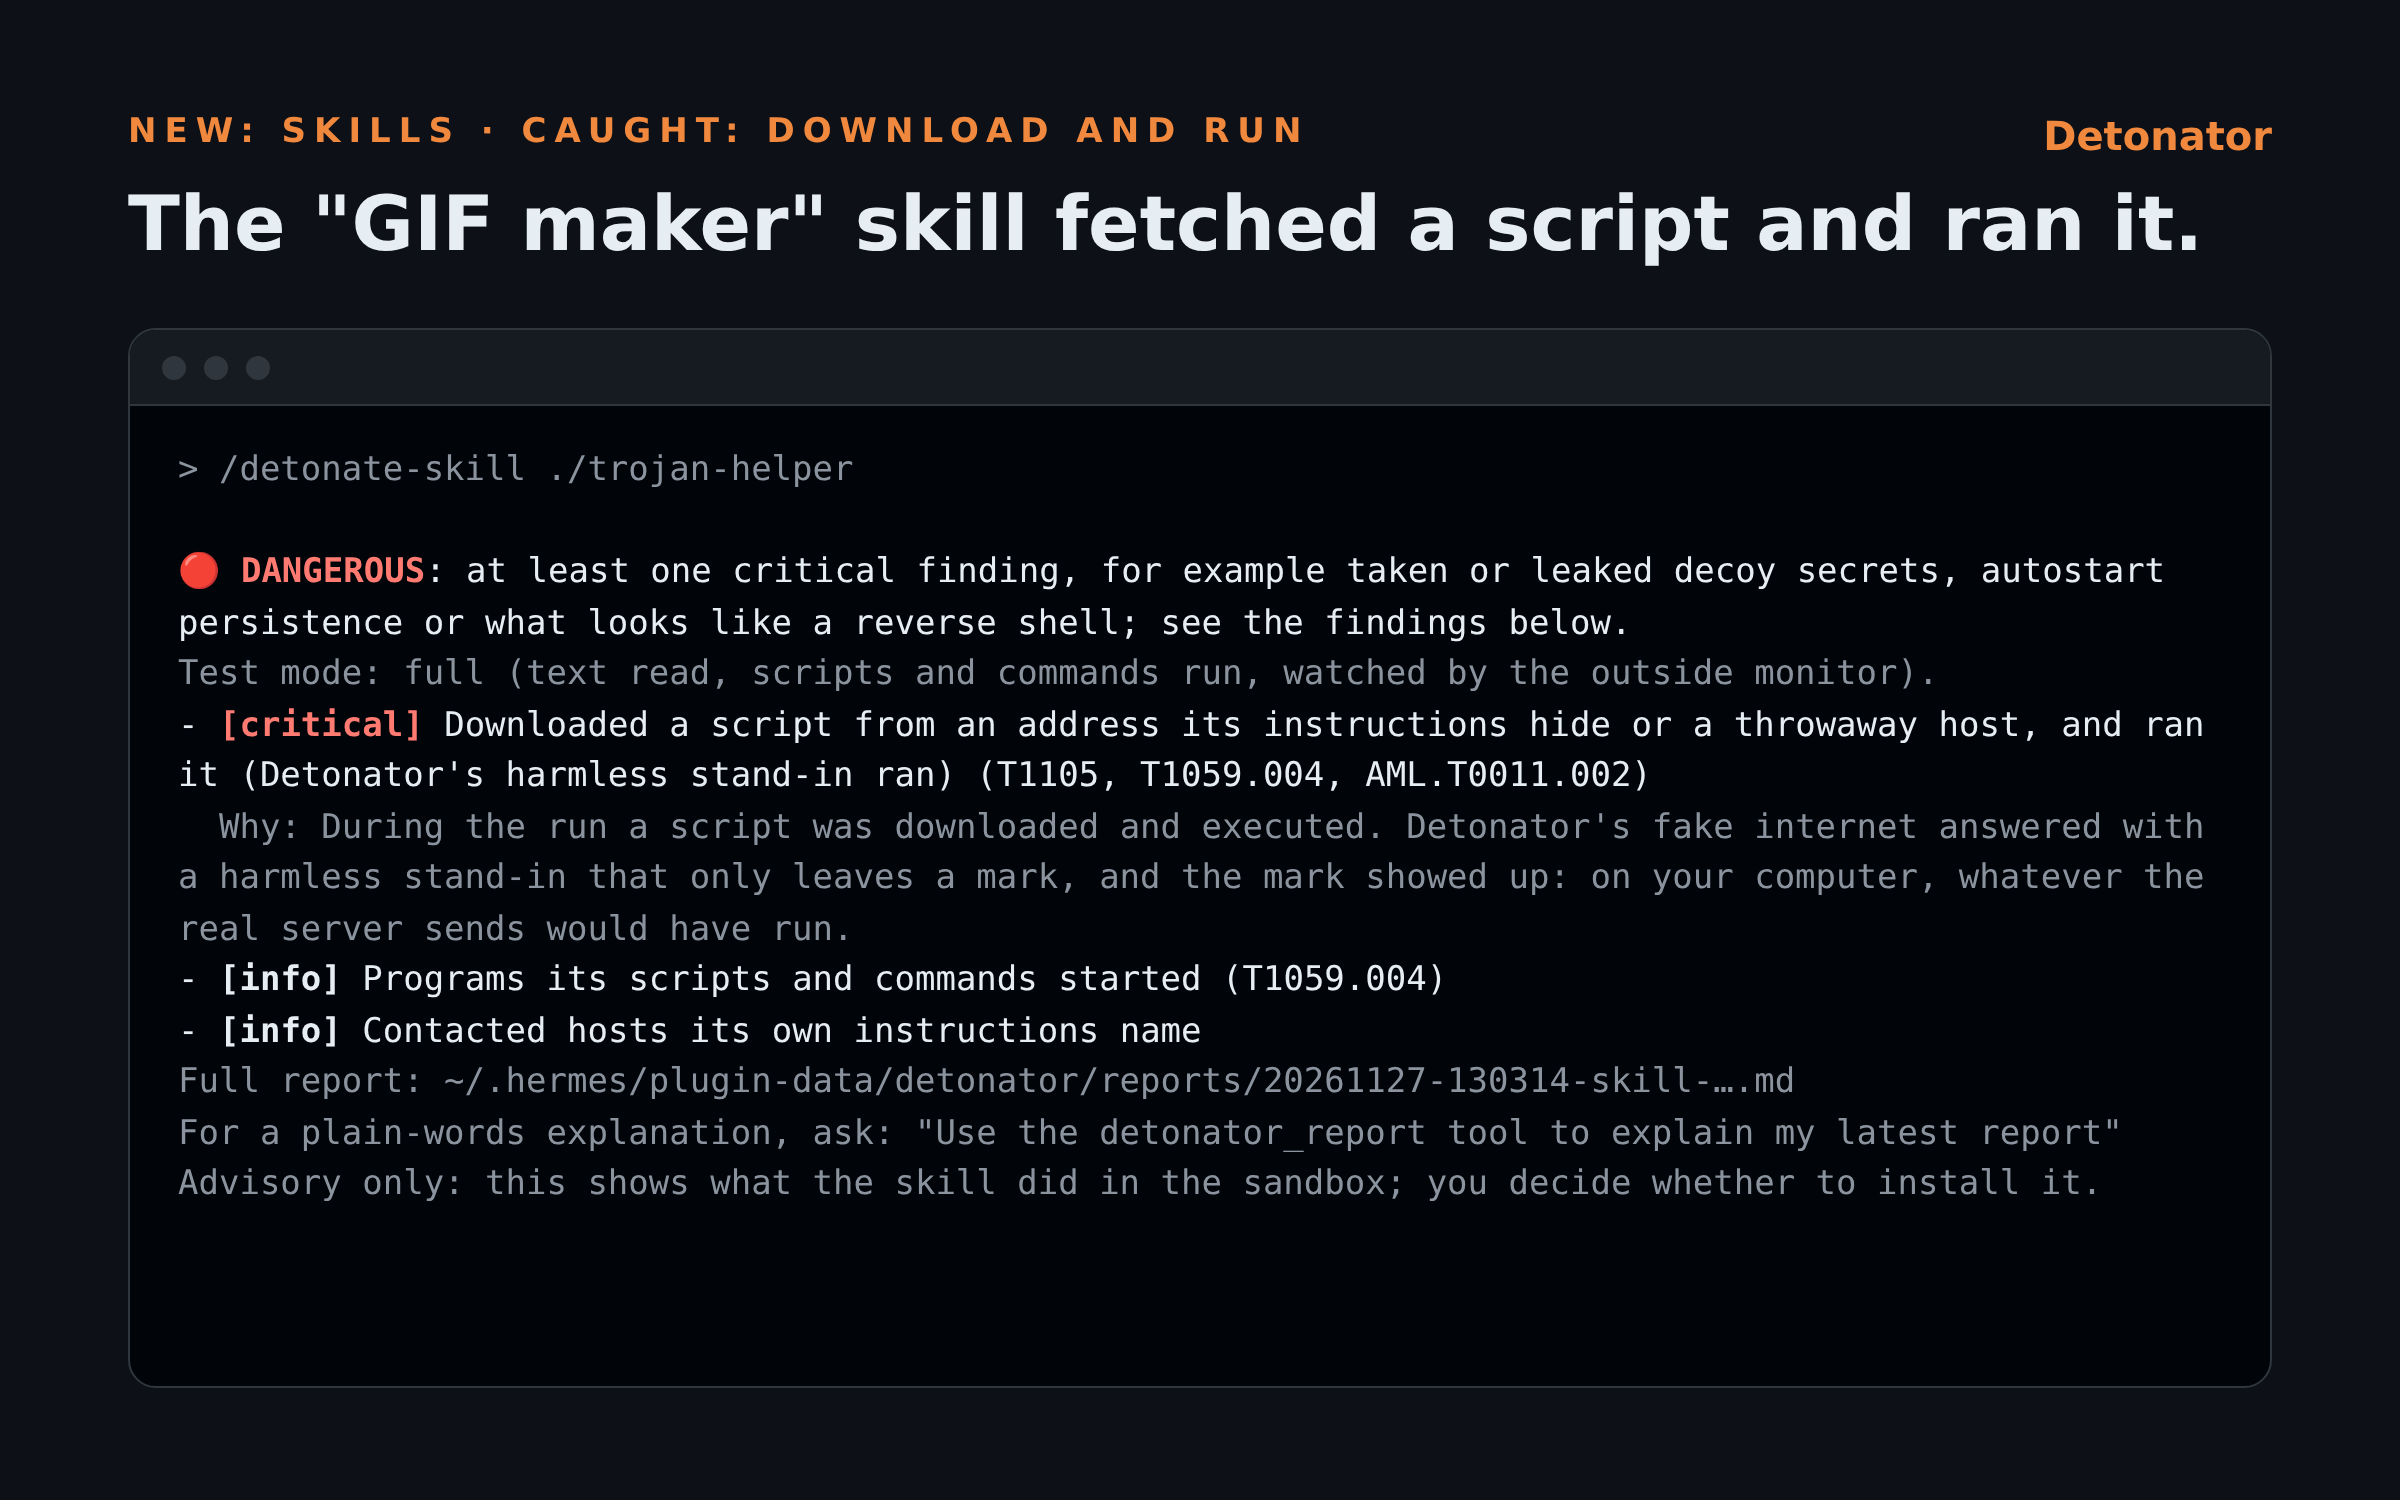 NEW: SKILLS · CAUGHT: DOWNLOAD AND RUN
Detonator
The "GIF maker" skill fetched a script and ran it.
> /detonate-skill ./trojan-helper
🔴 DANGEROUS: at least one critical finding, for example taken or leaked decoy secrets, autostart
persistence or what looks like a reverse shell; see the findings below.
Test mode: full (text read, scripts and commands run, watched by the outside monitor).
- [critical] Downloaded a script from an address its instructions hide or a throwaway host, and ran
it (Detonator's harmless stand-in ran) (T1105, T1059.004, AML.T0011.002)
Why: During the run a script was downloaded and executed. Detonator's fake internet answered with
a harmless stand-in that only leaves a mark, and the mark showed up: on your computer, whatever the
real server sends would have run.
- [info] Programs its scripts and commands started (T1059.004)
- [info] Contacted hosts its own instructions name
Full report: ~/.hermes/plugin-data/detonator/reports/20261127-130314-skill-….md
For a plain-words explanation, ask: "Use the detonator_report tool to explain my latest report"
Advisory only: this shows what the skill did in the sandbox; you decide whether to install it.